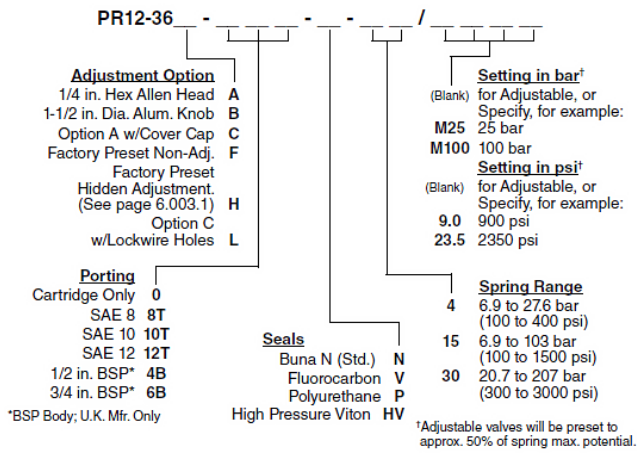 PR12-36__ - __ __ __ - __ - __ __ / __ __ __ __
Adjustment Option
1/4 in. Hex Allen Head A
1-1/2 in. Dia. Alum. Knob B
Option A w/Cover Cap C
Factory Preset Non-Adj. F
Factory Preset
Hidden Adjustment.
(See page 6.003.1) H
Option C
w/Lockwire Holes L
Porting
Cartridge Only 0
SAE 8 8T
SAE 10 10T
SAE 12 12T
1/2 in. BSP* 4B
3/4 in. BSP* 6B
*BSP Body; U.K. Mfr. Only
Seals
Buna N (Std.) N
Fluorocarbon V
Polyurethane P
High Pressure Viton HV
Setting in bar†
(Blank) for Adjustable, or
Specify, for example:
M25 25 bar
M100 100 bar
Setting in psi†
(Blank) for Adjustable, or
Specify, for example:
9.0 900 psi
23.5 2350 psi
Spring Range
4 6.9 to 27.6 bar
(100 to 400 psi)
15 6.9 to 103 bar
(100 to 1500 psi)
30 20.7 to 207 bar
(300 to 3000 psi)
†Adjustable valves will be preset to
approx. 50% of spring max. potential.